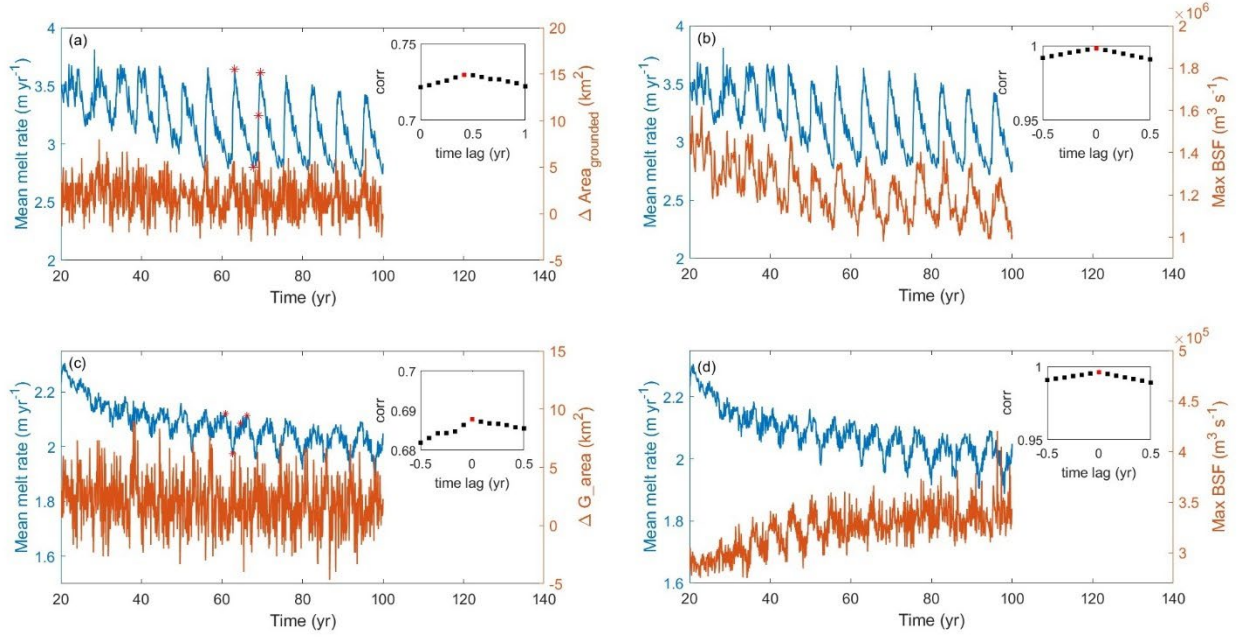 (a)
Mean melt rate (m yr⁻¹)
4
3.5
3
2.5
2
20 40 60 80 100 120 140
Time (yr)
20
15
10
5
0
-5
Δ Area_grounded (km²)
0.75
0.7
corr
0 0.5 1
time lag (yr)
(b)
Mean melt rate (m yr⁻¹)
4
3.5
3
2.5
2
20 40 60 80 100 120 140
Time (yr)
×10⁶
2
1.8
1.6
1.4
1.2
1
Max BSF (m³ s⁻¹)
1
0.95
corr
-0.5 0 0.5
time lag (yr)
(c)
Mean melt rate (m yr⁻¹)
2.2
2
1.8
1.6
20 40 60 80 100 120 140
Time (yr)
15
10
5
0
-5
Δ G_area (km²)
0.7
0.69
0.68
corr
-0.5 0 0.5
time lag (yr)
(d)
Mean melt rate (m yr⁻¹)
2.2
2
1.8
1.6
20 40 60 80 100 120 140
Time (yr)
×10⁵
5
4.5
4
3.5
3
Max BSF (m³ s⁻¹)
1
0.95
corr
-0.5 0 0.5
time lag (yr)